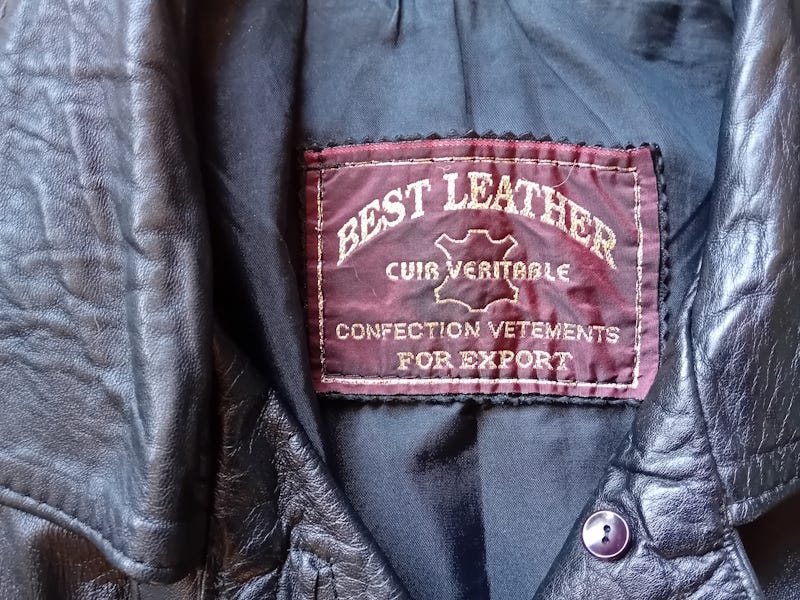 BEST LEATHER
CUIR VERITABLE
CONFECTION VETEMENTS
FOR EXPORT